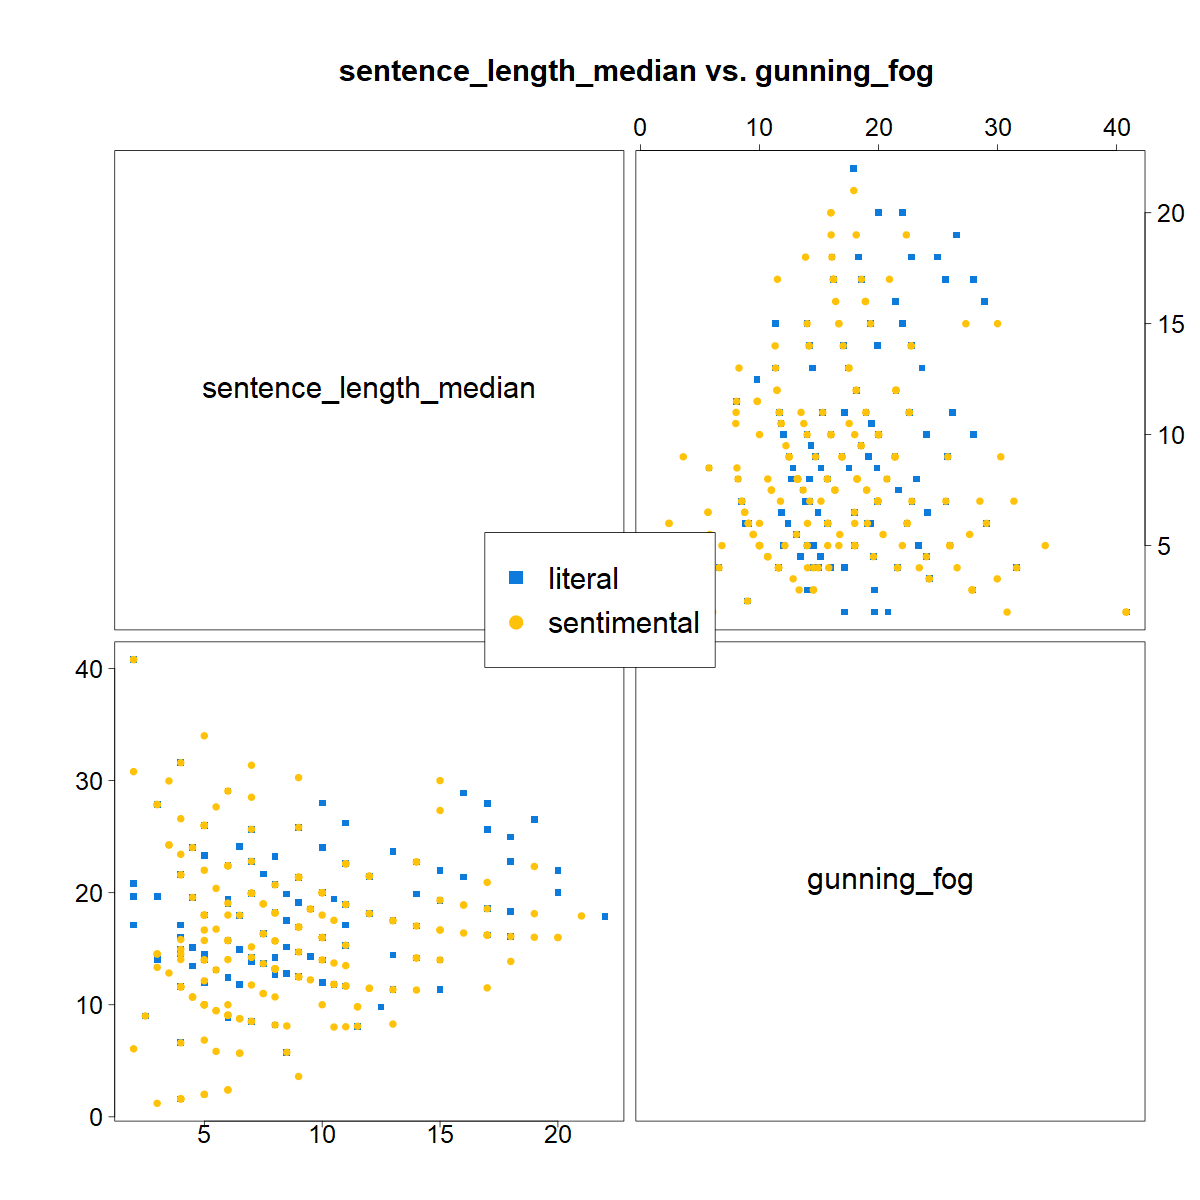 sentence_length_median vs. gunning_fog
0 10 20 30 40
sentence_length_median
20
15
10
5
literal
sentimental
40
30
20
10
0
gunning_fog
5 10 15 20